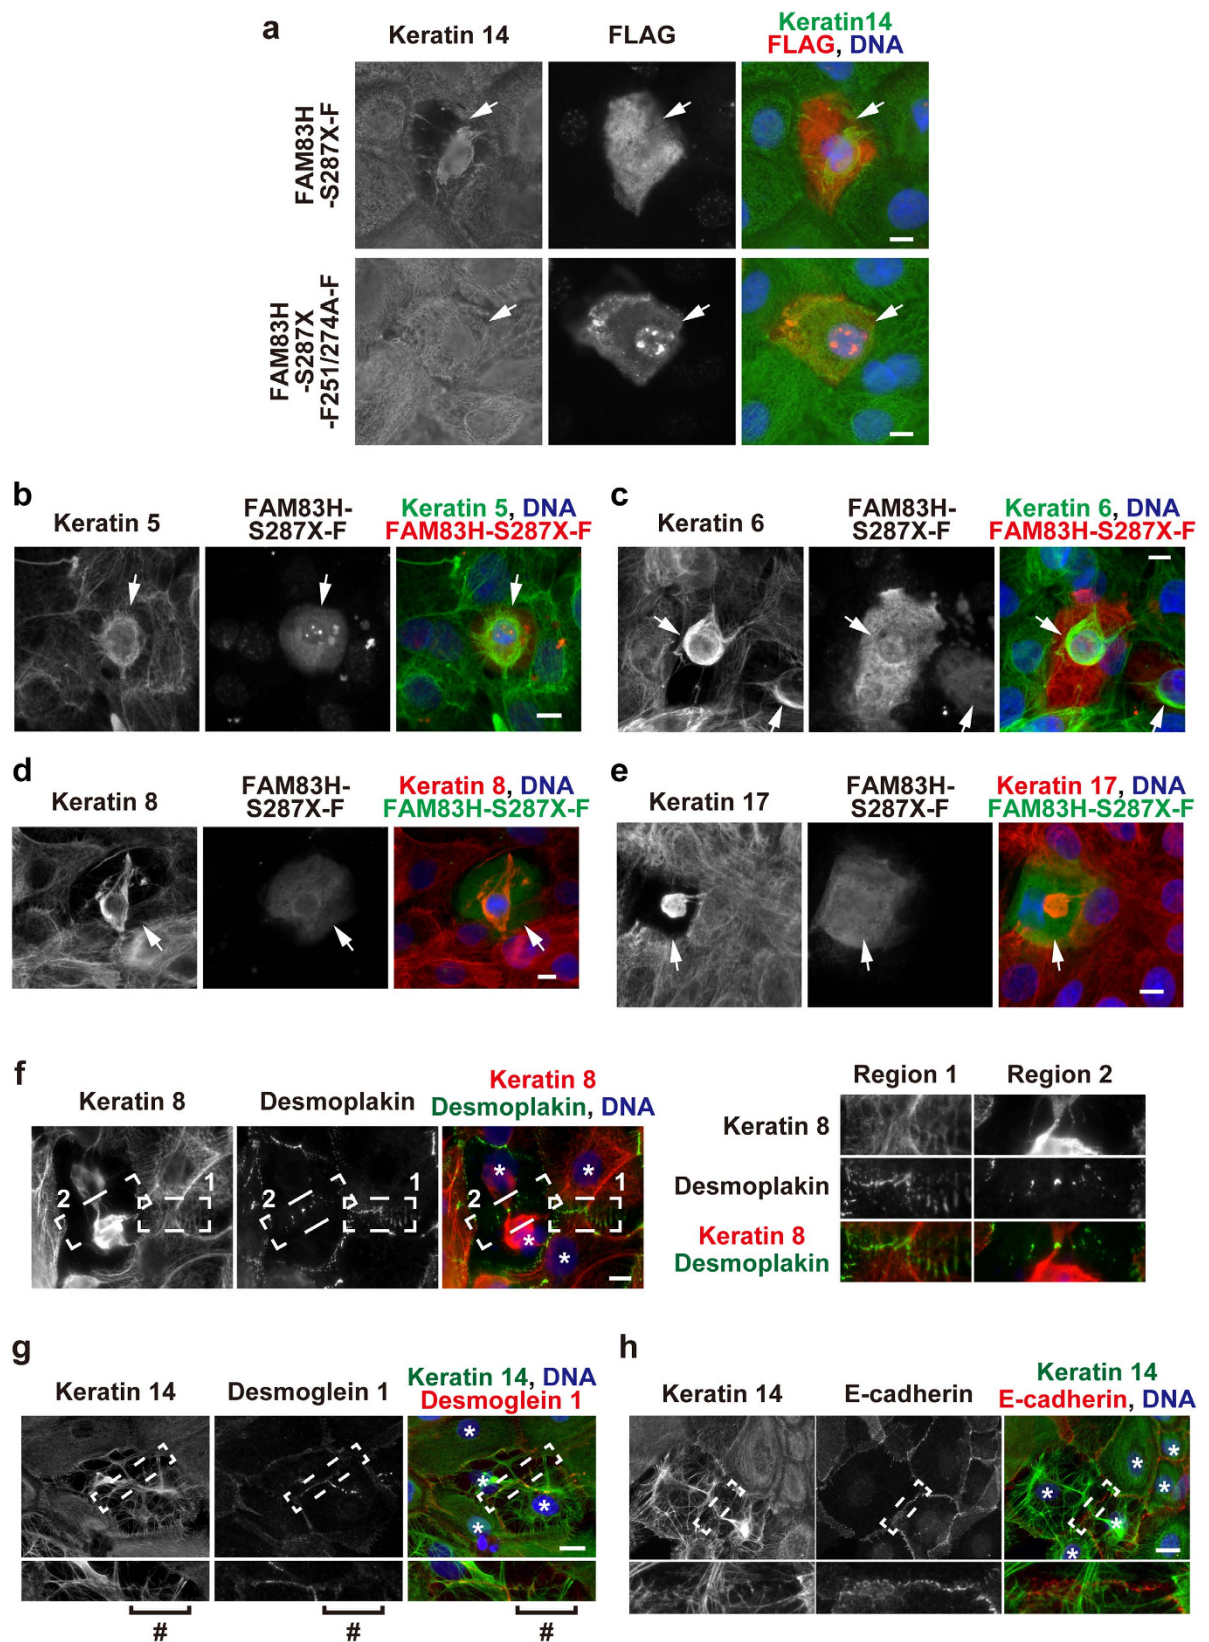 a
Keratin 14
FLAG
Keratin14
FLAG, DNA
FAM83H
-S287X-F
FAM83H
-S287X
-F251/274A-F
b
Keratin 5
FAM83H-
S287X-F
Keratin 5, DNA
FAM83H-S287X-F
c
Keratin 6
FAM83H-
S287X-F
Keratin 6, DNA
FAM83H-S287X-F
d
Keratin 8
FAM83H-
S287X-F
Keratin 8, DNA
FAM83H-S287X-F
e
Keratin 17
FAM83H-
S287X-F
Keratin 17, DNA
FAM83H-S287X-F
f
Keratin 8
Desmoplakin
Keratin 8
Desmoplakin, DNA
2 1
2 1
* *
2 1
* *
Region 1
Region 2
Keratin 8
Desmoplakin
Keratin 8
Desmoplakin
g
Keratin 14
Desmoglein 1
Keratin 14, DNA
Desmoglein 1
*
*
*
*
# # #
h
Keratin 14
E-cadherin
Keratin 14
E-cadherin, DNA
*
*
*
*
*
*